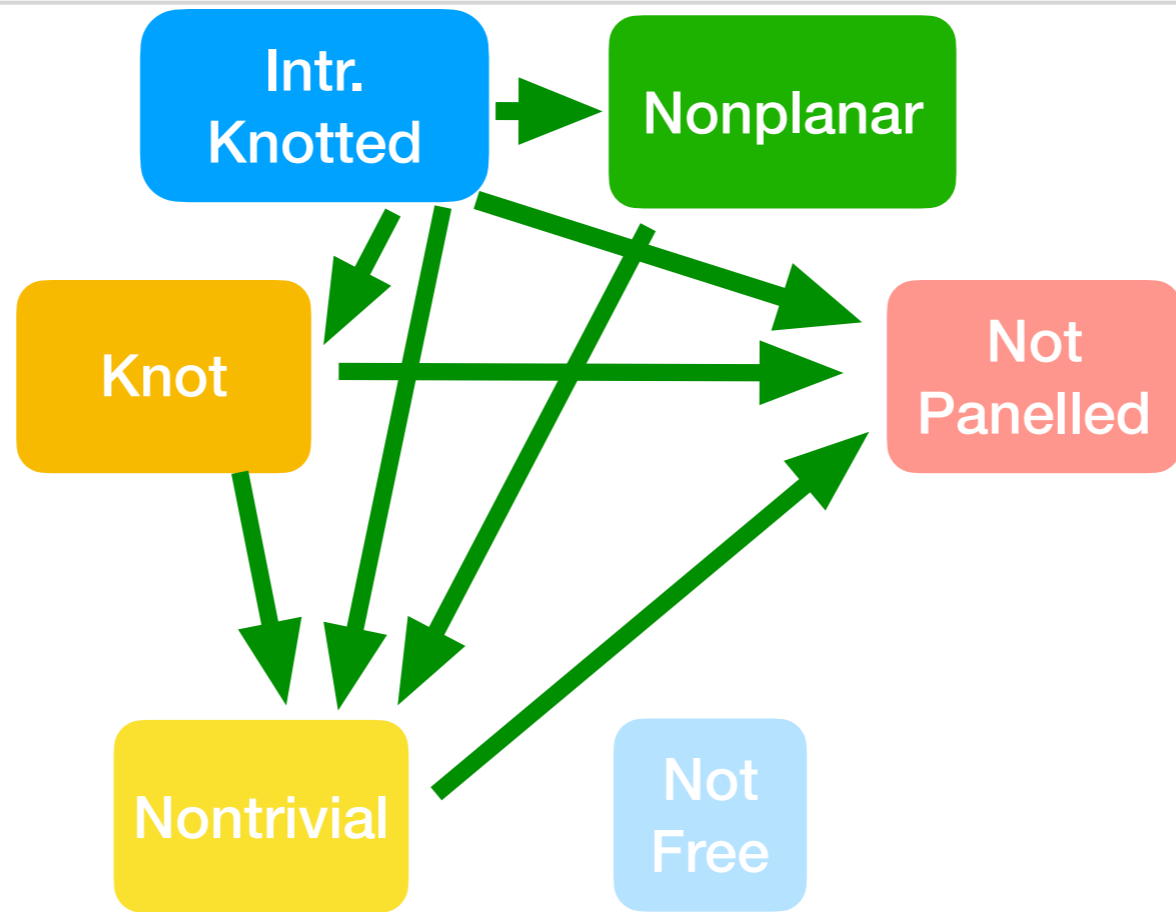 Intr.
Knotted
Nonplanar
Knot
Not
Panelled
Nontrivial
Not
Free